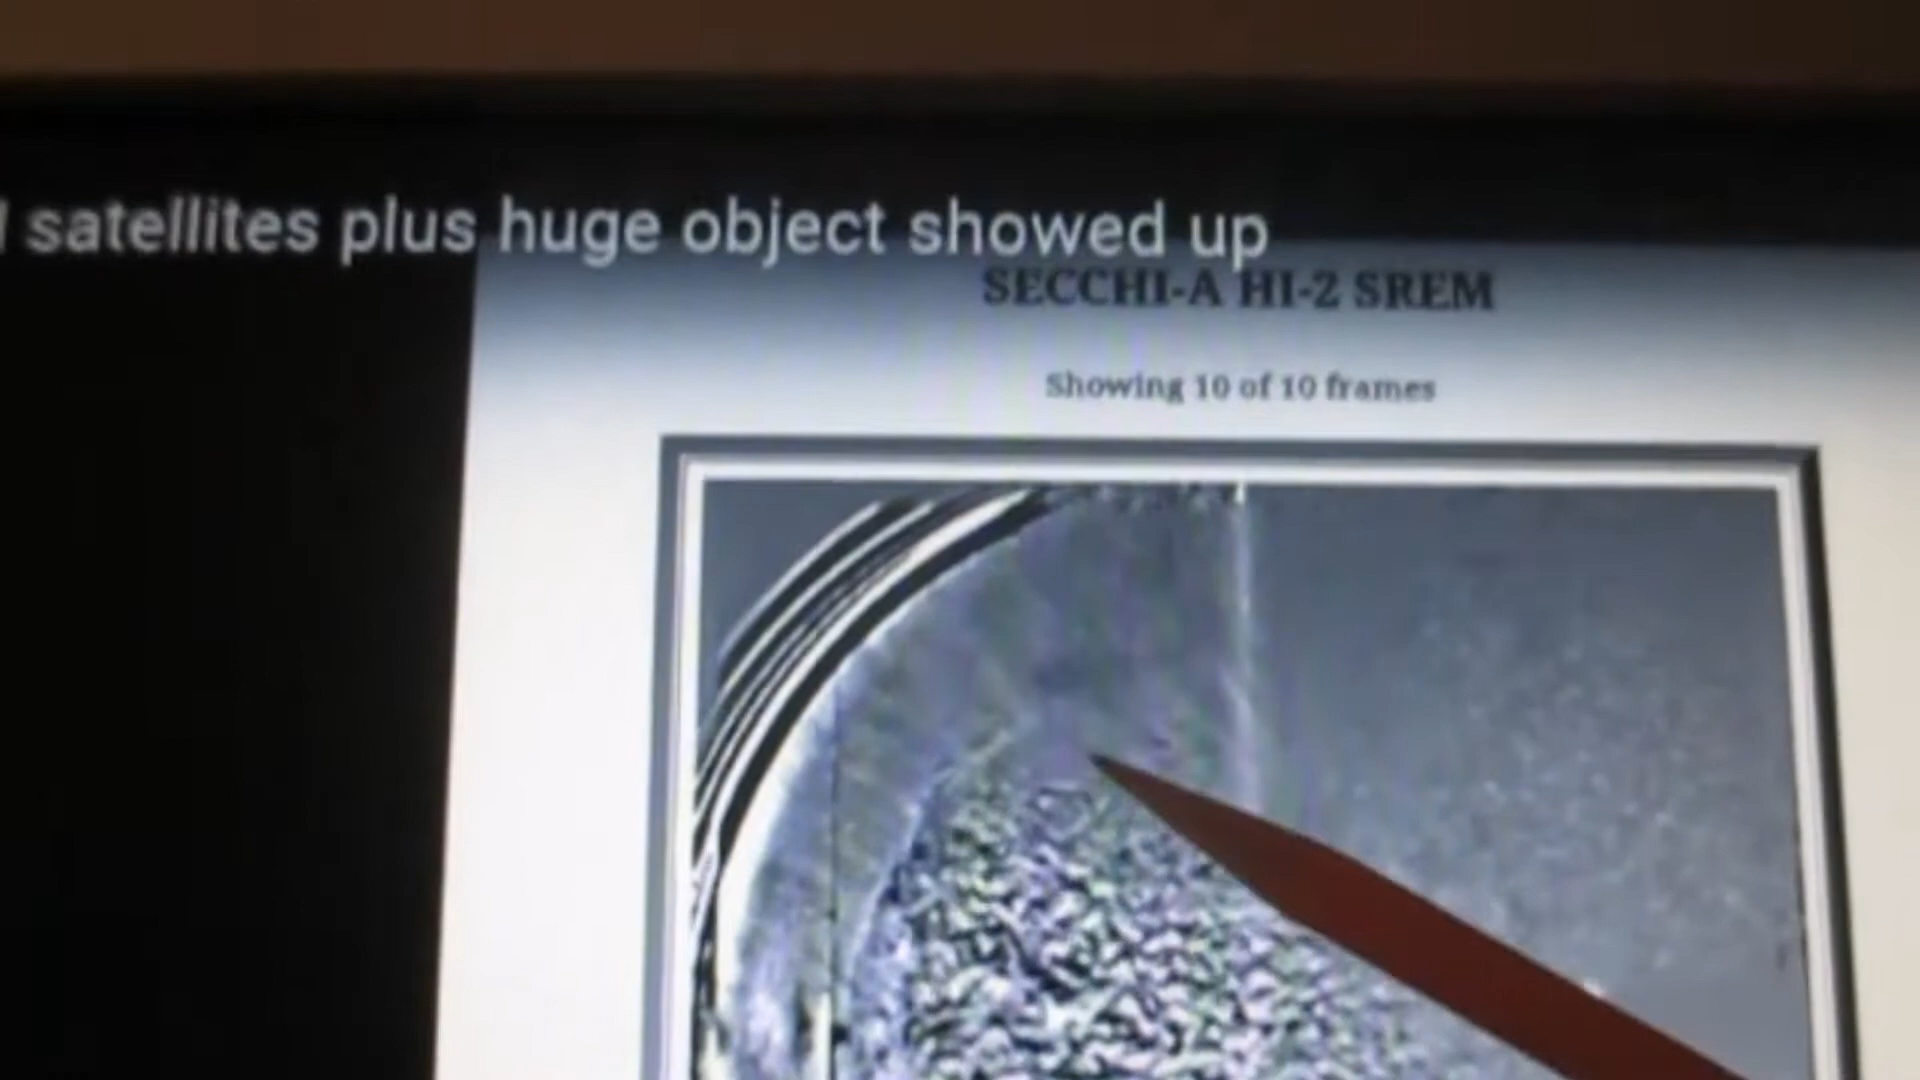 satellites plus huge object showed up
SECCHI-A HI-2 SREM
Showing 10 of 10 frames